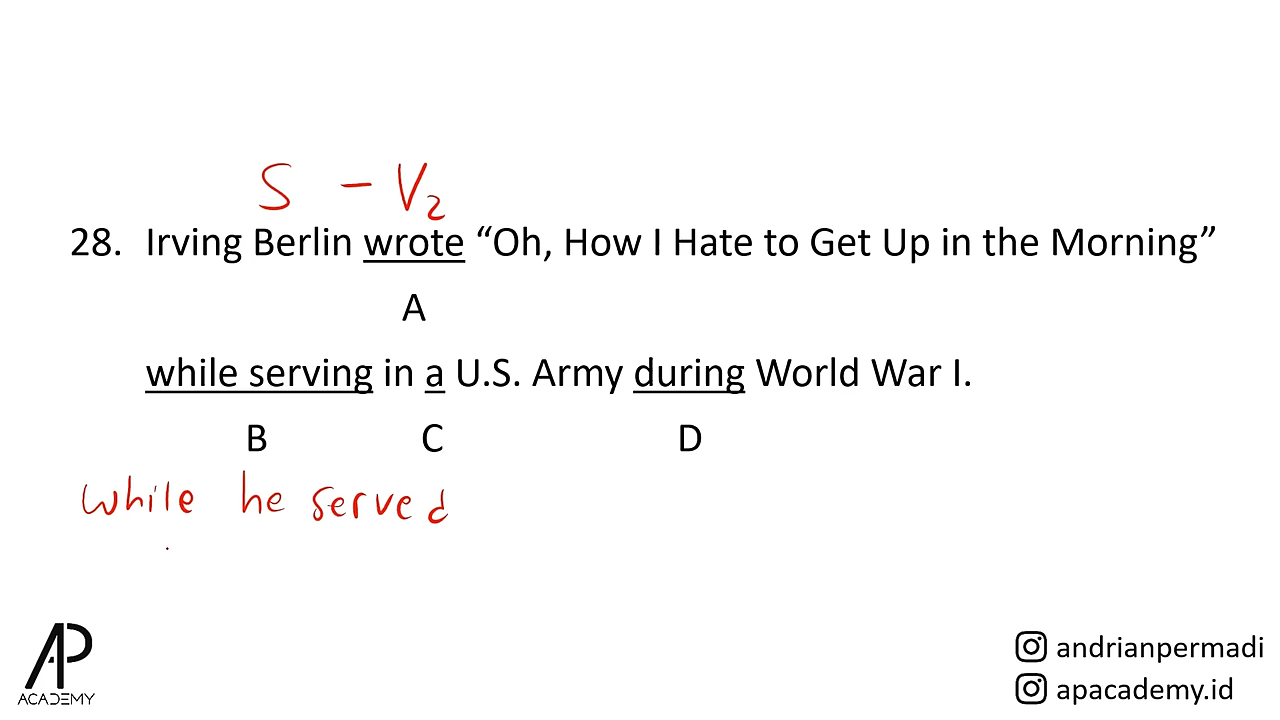 S - V2
28. Irving Berlin wrote “Oh, How I Hate to Get Up in the Morning”
A
while serving in a U.S. Army during World War I.
B C D
while he served
AP
ACADEMY
andrianpermadi
apacademy.id